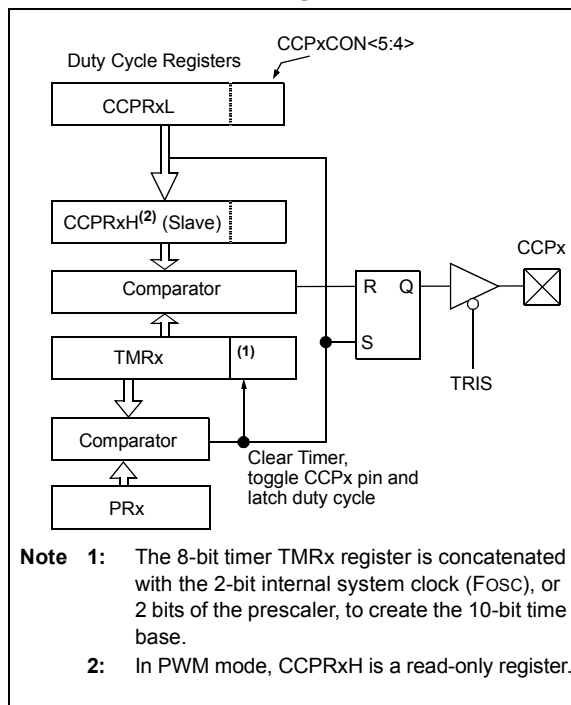 CCPxCON<5:4>
Duty Cycle Registers
CCPRxL
CCPRxH(2) (Slave)
CCPx
Comparator
R Q
TMRx (1)
S
TRIS
Comparator
Clear Timer,
toggle CCPx pin and
latch duty cycle
PRx
Note 1: The 8-bit timer TMRx register is concatenated
with the 2-bit internal system clock (FOSC), or
2 bits of the prescaler, to create the 10-bit time
base.
2: In PWM mode, CCPRxH is a read-only register.